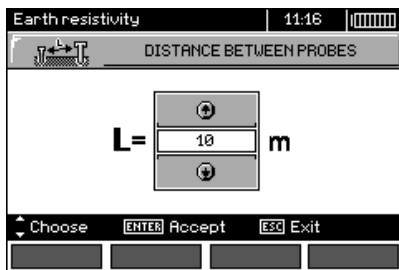 Earth resistivity 11:16
L
DISTANCE BETWEEN PROBES
L= 10 m
Choose ENTER Accept ESC Exit